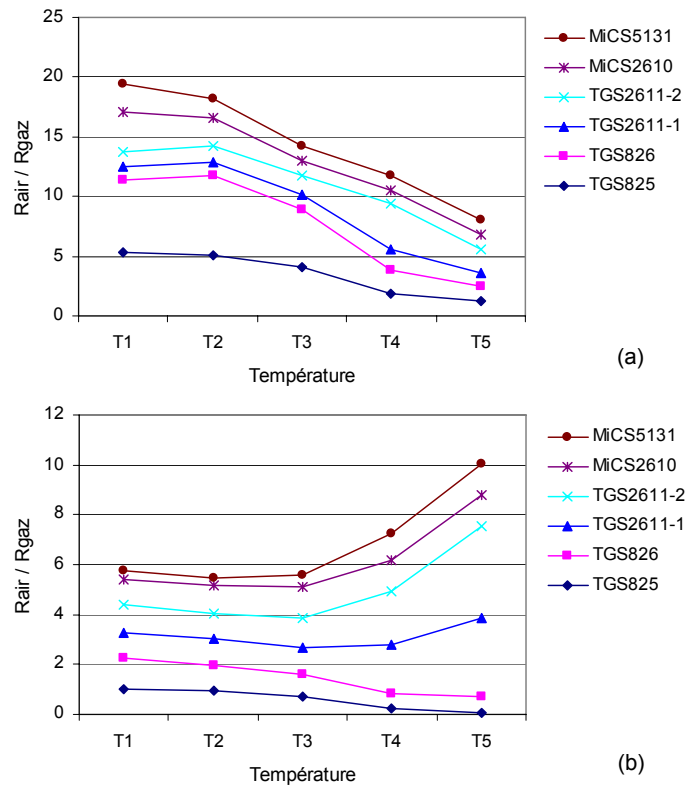 25
20
15
10
5
0
Rair / Rgaz
T1 T2 T3 T4 T5
Température
MiCS5131
MiCS2610
TGS2611-2
TGS2611-1
TGS826
TGS825
(a)
12
10
8
6
4
2
0
Rair / Rgaz
T1 T2 T3 T4 T5
Température
MiCS5131
MiCS2610
TGS2611-2
TGS2611-1
TGS826
TGS825
(b)